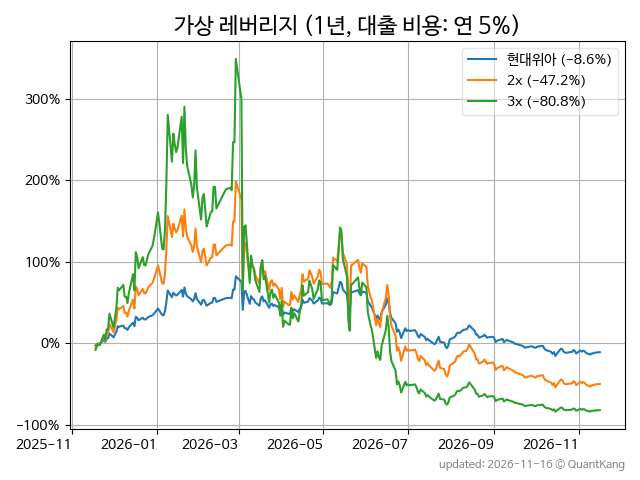 가상 레버리지 (1년, 대출 비용: 연 5%)
현대위아 (−8.6%)
2x (−47.2%)
3x (−80.8%)
300%
200%
100%
0%
−100%
2025-11 2026-01 2026-03 2026-05 2026-07 2026-09 2026-11
updated: 2026-11-16 © QuantKang